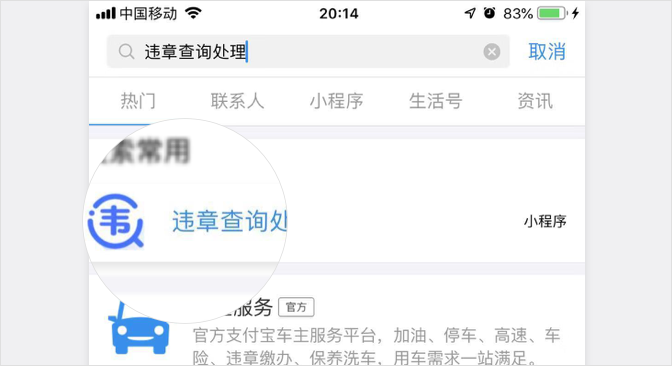 中国移动 20:14 83%
违章查询处理 取消
热门 联系人 小程序 生活号 资讯
索常用
违章查询处 小程序
服务 官方
官方支付宝车主服务平台，加油、停车、高速、车
险、违章缴办、保养洗车，用车需求一站满足。